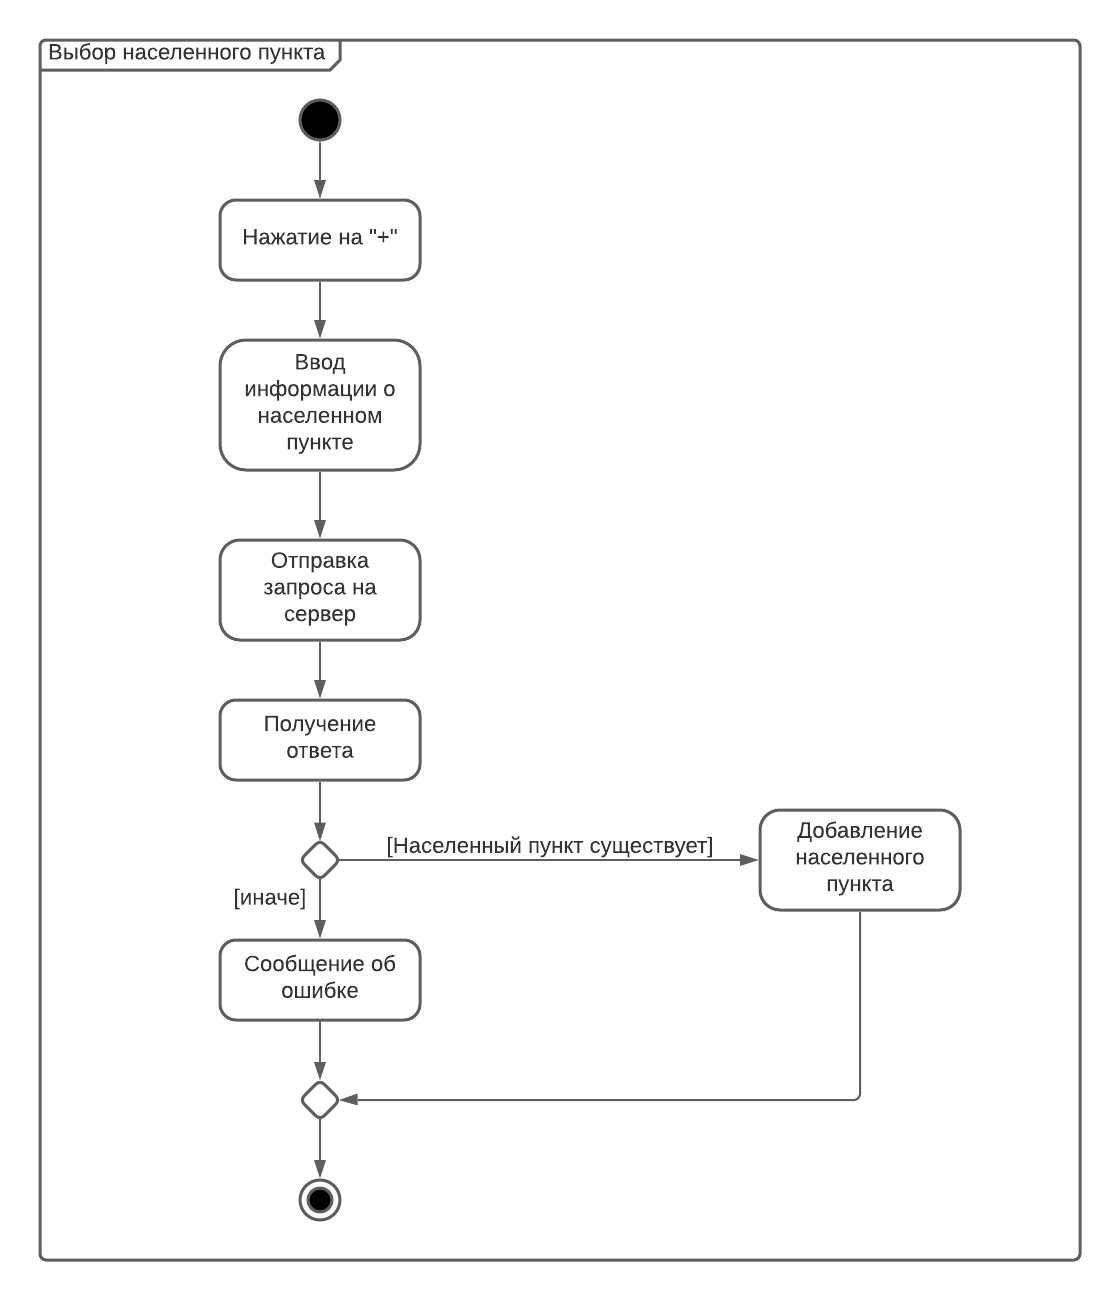 Выбор населенного пункта
Нажатие на "+"
Ввод
информации о
населенном
пункте
Отправка
запроса на
сервер
Получение
ответа
[Населенный пункт существует]
Добавление
населенного
пункта
[иначе]
Сообщение об
ошибке